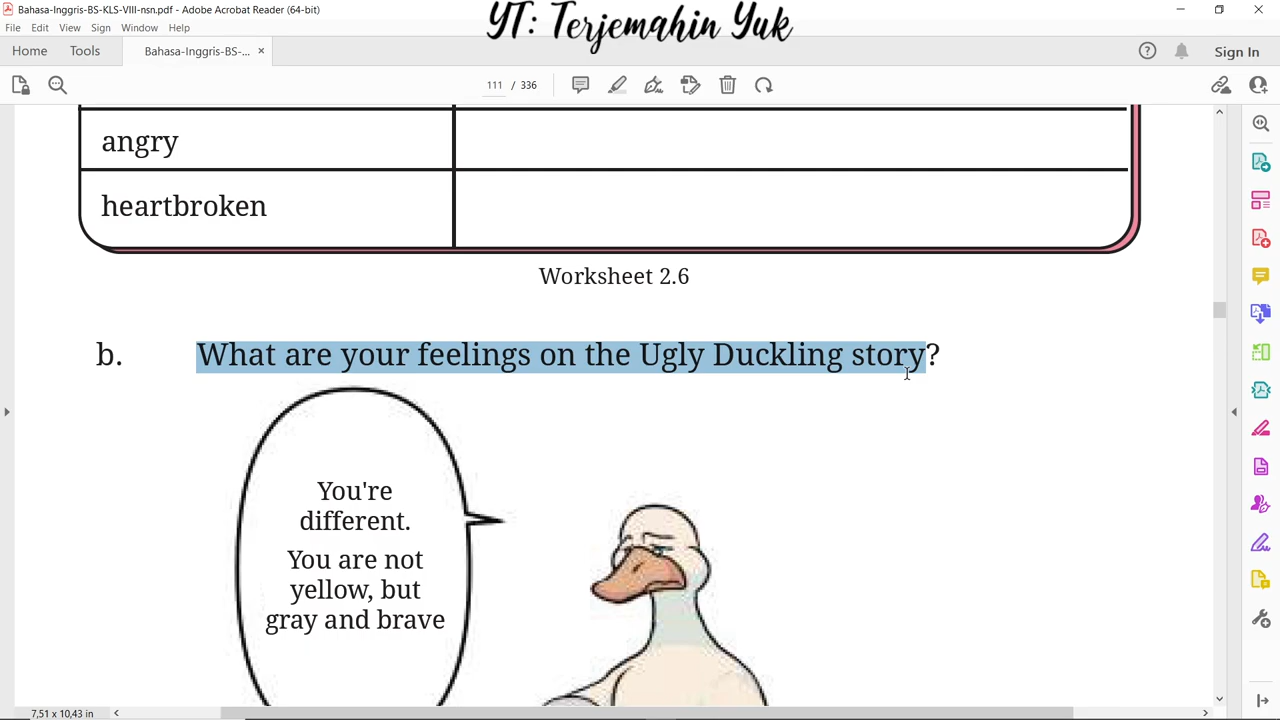 Bahasa-Inggris-BS-KLS-VIII-nsn.pdf - Adobe Acrobat Reader (64-bit)
YT: Terjemahin Yuk
File Edit View Sign Window Help
Home Tools Bahasa-Inggris-BS-... × Sign In
111 / 336
angry
heartbroken
Worksheet 2.6
b. What are your feelings on the Ugly Duckling story?
You're
different.
You are not
yellow, but
gray and brave
7,51 x 10,43 in